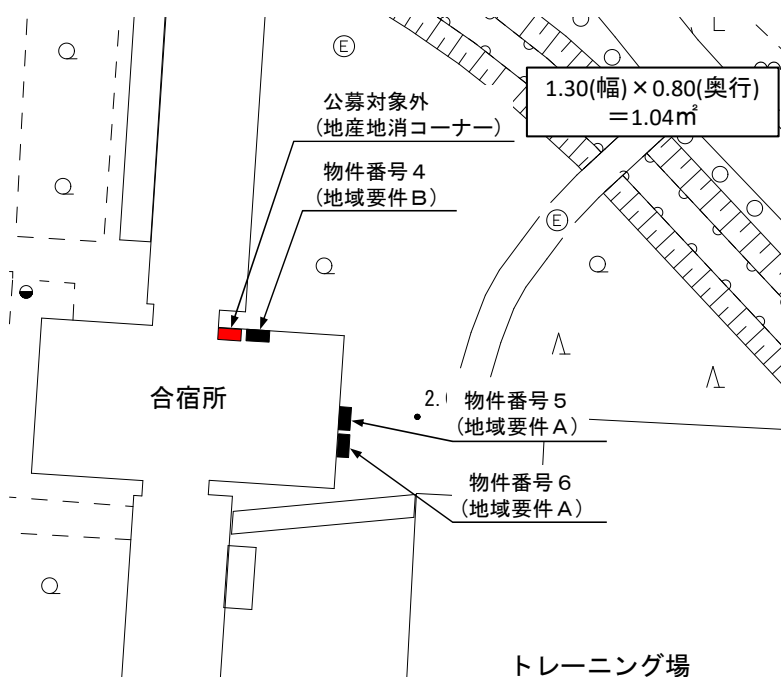 Ⓔ
1.30(幅)×0.80(奥行)
＝1.04㎡
公募対象外
(地産地消コーナー)
物件番号４
(地域要件Ｂ)
Ⓔ
合宿所
2.
物件番号５
(地域要件Ａ)
物件番号６
(地域要件Ａ)
トレーニング場